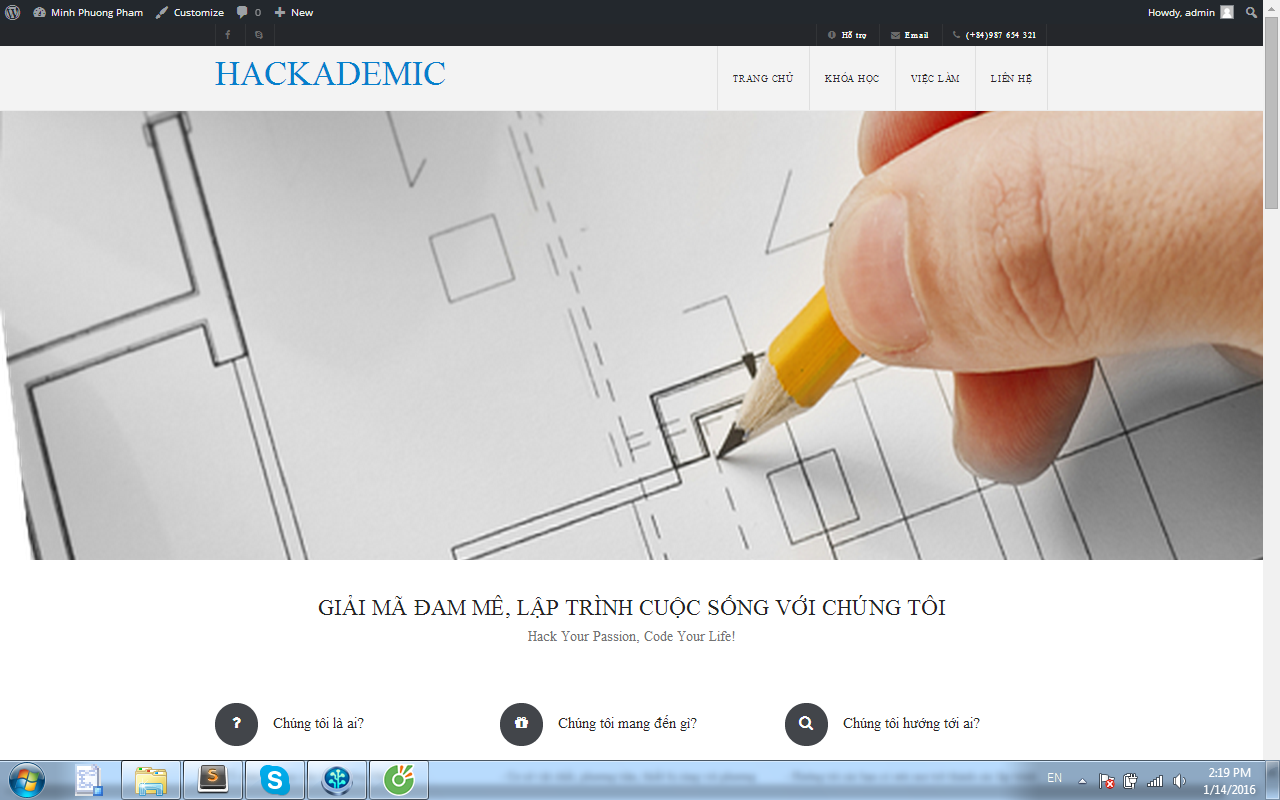 Minh Phuong Pham Customize 0 New Howdy, admin
Hỗ trợ Email (+84)987 654 321
HACKADEMIC
TRANG CHỦ KHÓA HỌC VIỆC LÀM LIÊN HỆ
GIẢI MÃ ĐAM MÊ, LẬP TRÌNH CUỘC SỐNG VỚI CHÚNG TÔI
Hack Your Passion, Code Your Life!
Chúng tôi là ai? Chúng tôi mang đến gì? Chúng tôi hướng tới ai?
EN 2:19 PM
1/14/2016